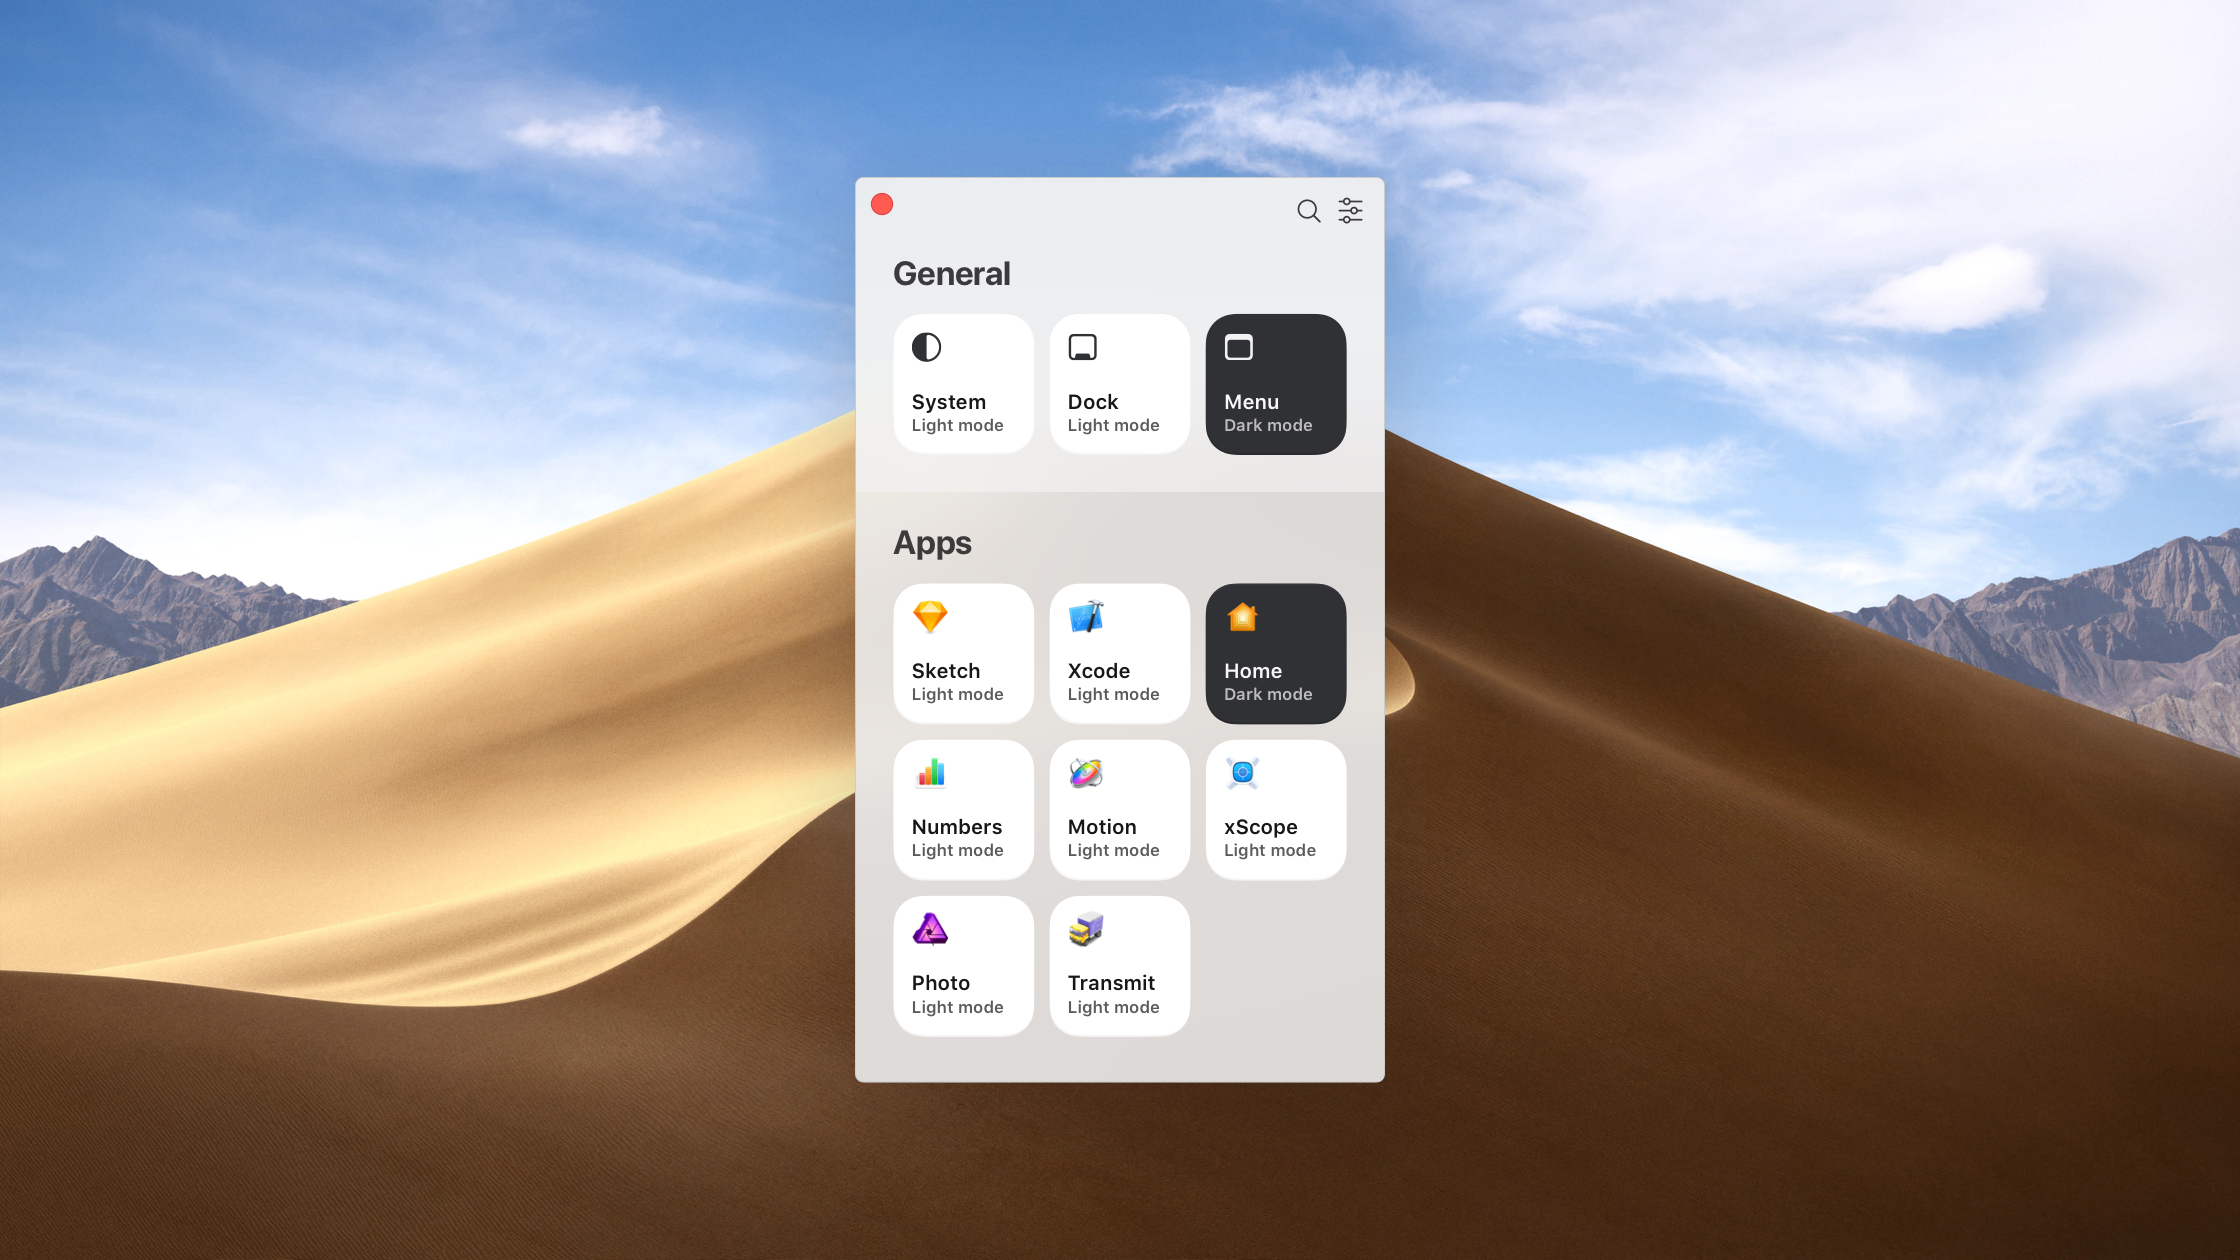 General
System
Light mode
Dock
Light mode
Menu
Dark mode
Apps
Sketch
Light mode
Xcode
Light mode
Home
Dark mode
Numbers
Light mode
Motion
Light mode
xScope
Light mode
Photo
Light mode
Transmit
Light mode